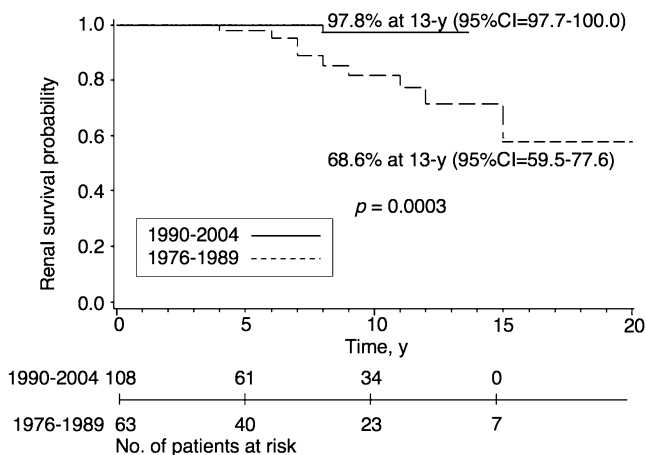 97.8% at 13-y (95%CI=97.7-100.0)
1.0
0.8
0.6
0.4
0.2
0.0
Renal survival probability
68.6% at 13-y (95%CI=59.5-77.6)
p = 0.0003
1990-2004
1976-1989
0 5 10 15 20
Time, y
1990-2004 108 61 34 0
1976-1989 63 40 23 7
No. of patients at risk